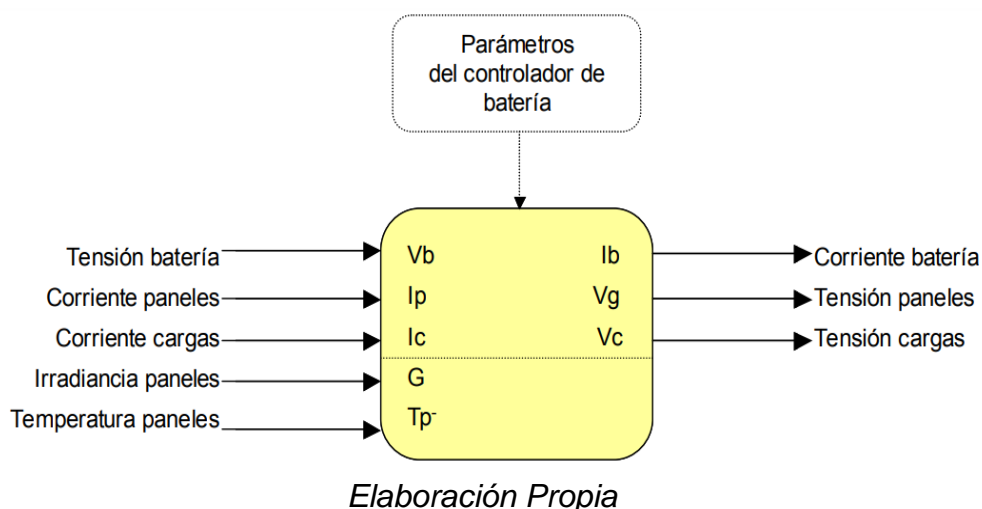 Parámetros
del controlador de
batería
Tensión batería
Corriente paneles
Corriente cargas
Irradiancia paneles
Temperatura paneles
Vb
Ip
Ic
G
Tp-
Ib
Vg
Vc
Corriente batería
Tensión paneles
Tensión cargas
Elaboración Propia